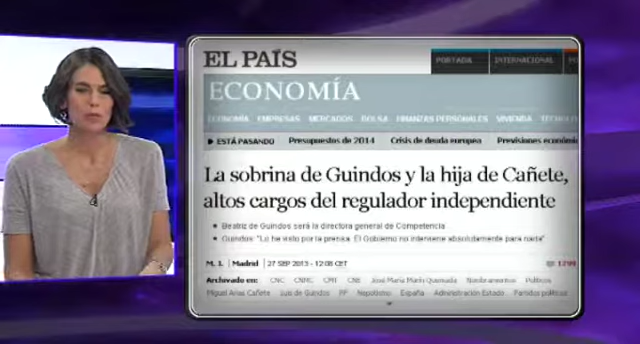 EL PAÍS
PORTADA INTERNACIONAL
ECONOMÍA
ECONOMÍA EMPRESAS MERCADOS BOLSA FINANZAS PERSONALES VIVIENDA
ESTÁ PASANDO Presupuestos de 2014 Crisis de deuda europea Previsiones
La sobrina de Guindos y la hija de Cañete,
altos cargos del regulador independiente
Beatriz de Guindos será la directora general de Competencia
Guindos: "Lo he visto por la prensa. El Gobierno no interviene absolutamente para nada"
M. J. Madrid 27 SEP 2013 - 12:08 CET
Archivado en: CNC CNMC CMT CNE José María Marín Quemada Nombramientos Política
Miguel Arias Cañete Luis de Guindos PP Nepotismo España Administración Estado Partidos políticos